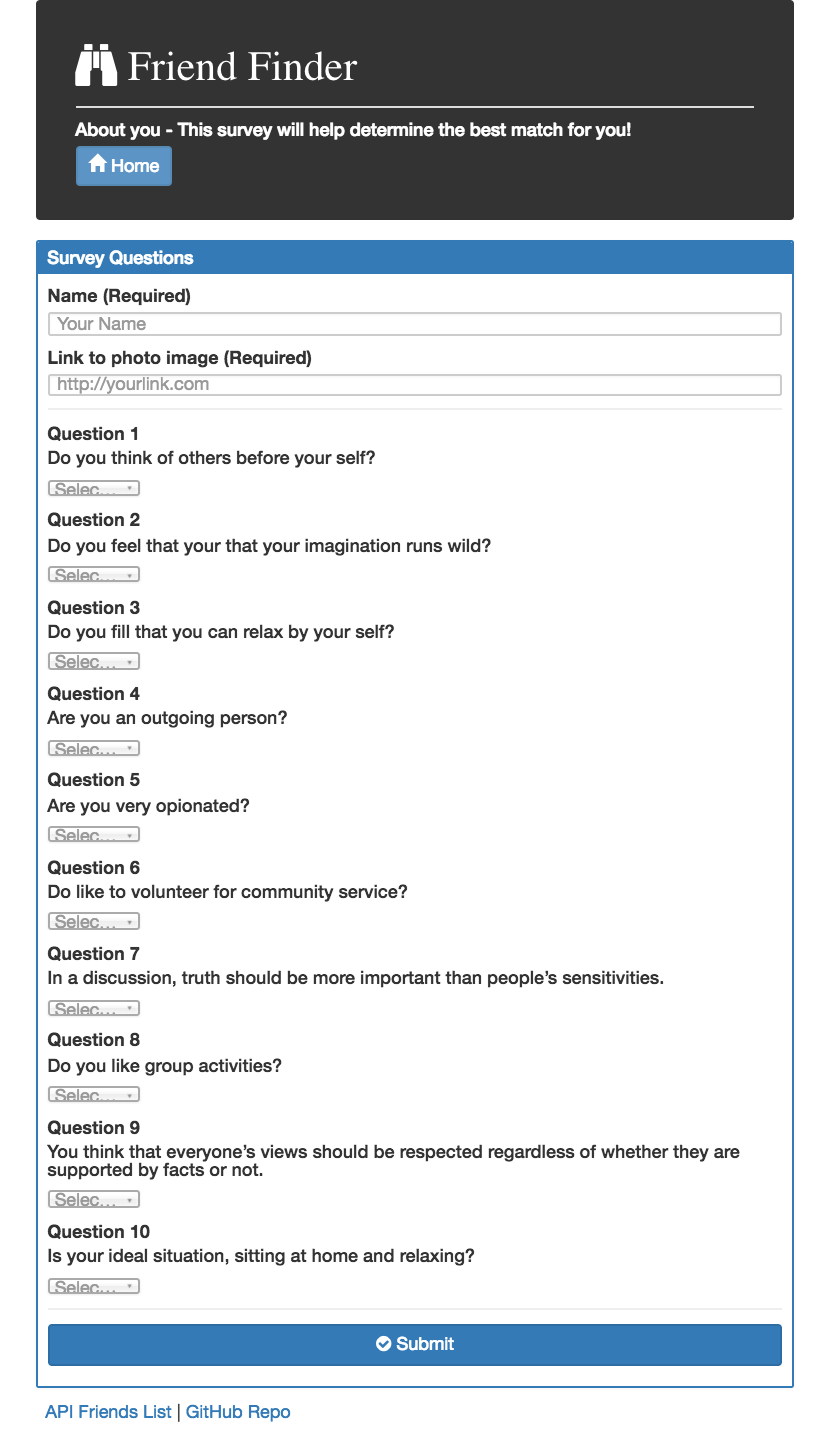 Friend Finder
About you - This survey will help determine the best match for you!
Home
Survey Questions
Name (Required)
Your Name
Link to photo image (Required)
http://yourlink.com
Question 1
Do you think of others before your self?
Selec...
Question 2
Do you feel that your that your imagination runs wild?
Selec...
Question 3
Do you fill that you can relax by your self?
Selec...
Question 4
Are you an outgoing person?
Selec...
Question 5
Are you very opionated?
Selec...
Question 6
Do like to volunteer for community service?
Selec...
Question 7
In a discussion, truth should be more important than people’s sensitivities.
Selec...
Question 8
Do you like group activities?
Selec...
Question 9
You think that everyone’s views should be respected regardless of whether they are
supported by facts or not.
Selec...
Question 10
Is your ideal situation, sitting at home and relaxing?
Selec...
Submit
API Friends List | GitHub Repo